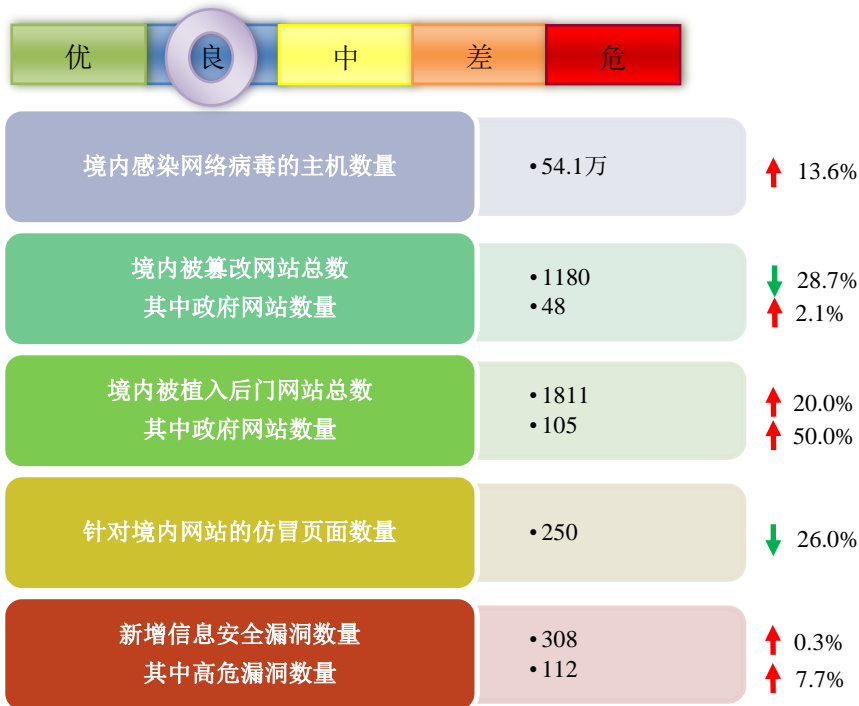 优 良 中 差 危
境内感染网络病毒的主机数量 •54.1万 13.6%
境内被篡改网站总数 •1180 28.7%
其中政府网站数量 •48 2.1%
境内被植入后门网站总数 •1811 20.0%
其中政府网站数量 •105 50.0%
针对境内网站的仿冒页面数量 •250 26.0%
新增信息安全漏洞数量 •308 0.3%
其中高危漏洞数量 •112 7.7%